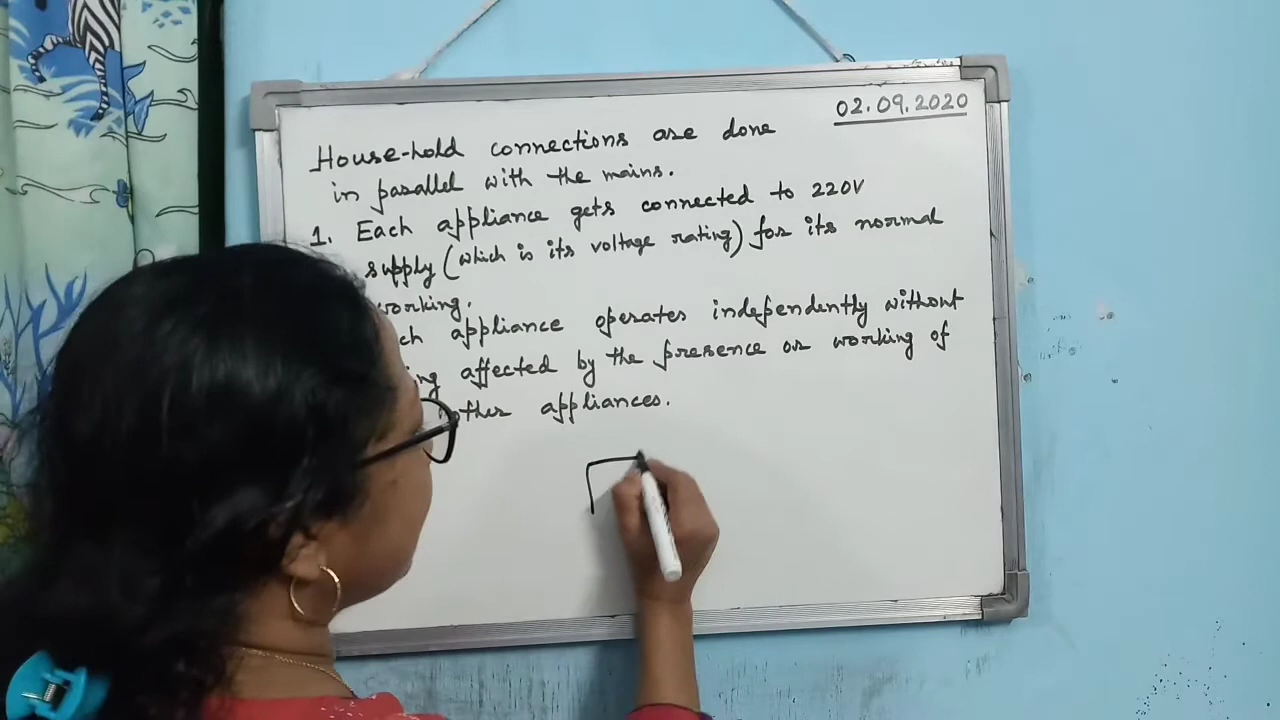 02.09.2020
House-hold connections are done
in parallel with the mains.
1. Each appliance gets connected to 220V
supply (which is its voltage rating) for its normal
working.
appliance operates independently without
affected by the presence or working of
appliances.